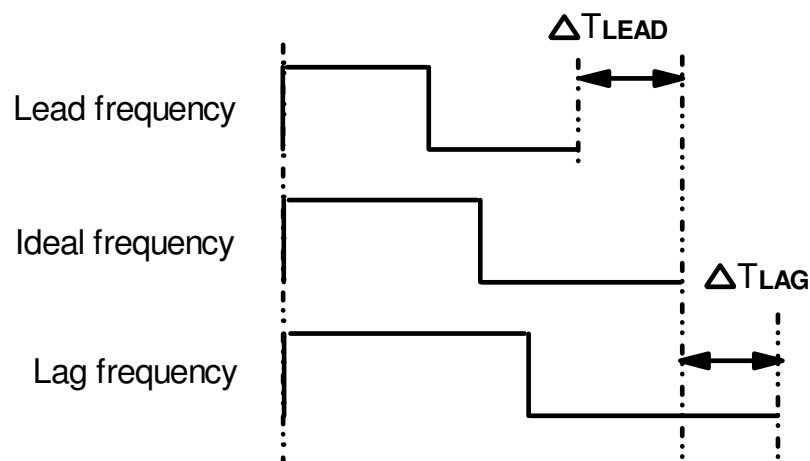 ΔTLEAD
Lead frequency
Ideal frequency
ΔTLAG
Lag frequency